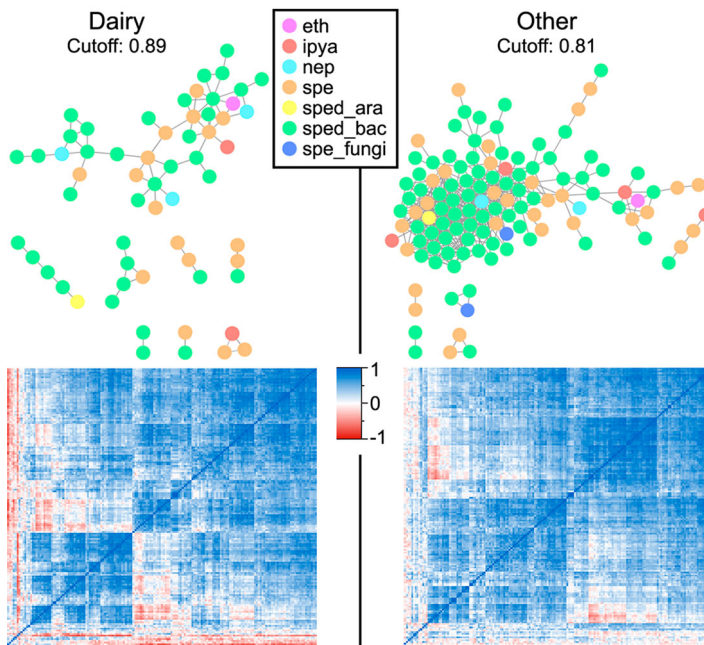 Dairy
Cutoff: 0.89
eth
ipya
nep
spe
sped_ara
sped_bac
spe_fungi
Other
Cutoff: 0.81
1
0
-1